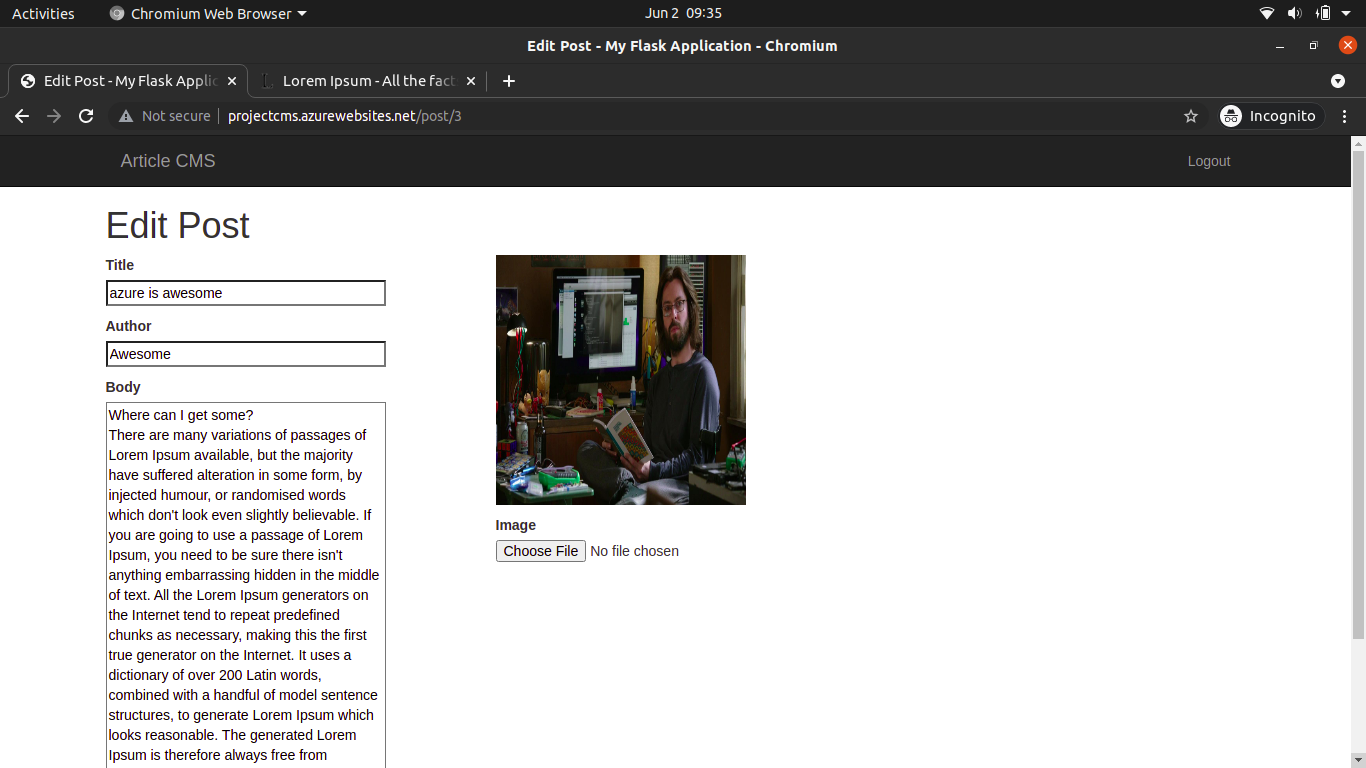 Activities
Chromium Web Browser
Jun 2 09:35
Edit Post - My Flask Application - Chromium
Edit Post - My Flask Applic
Lorem Ipsum - All the fact
Not secure
projectcms.azurewebsites.net/post/3
Incognito
Article CMS
Logout
Edit Post
Title
azure is awesome
Author
Awesome
Body
Where can I get some?
There are many variations of passages of
Lorem Ipsum available, but the majority
have suffered alteration in some form, by
injected humour, or randomised words
which don't look even slightly believable. If
you are going to use a passage of Lorem
Ipsum, you need to be sure there isn't
anything embarrassing hidden in the middle
of text. All the Lorem Ipsum generators on
the Internet tend to repeat predefined
chunks as necessary, making this the first
true generator on the Internet. It uses a
dictionary of over 200 Latin words,
combined with a handful of model sentence
structures, to generate Lorem Ipsum which
looks reasonable. The generated Lorem
Ipsum is therefore always free from
Image
Choose File
No file chosen